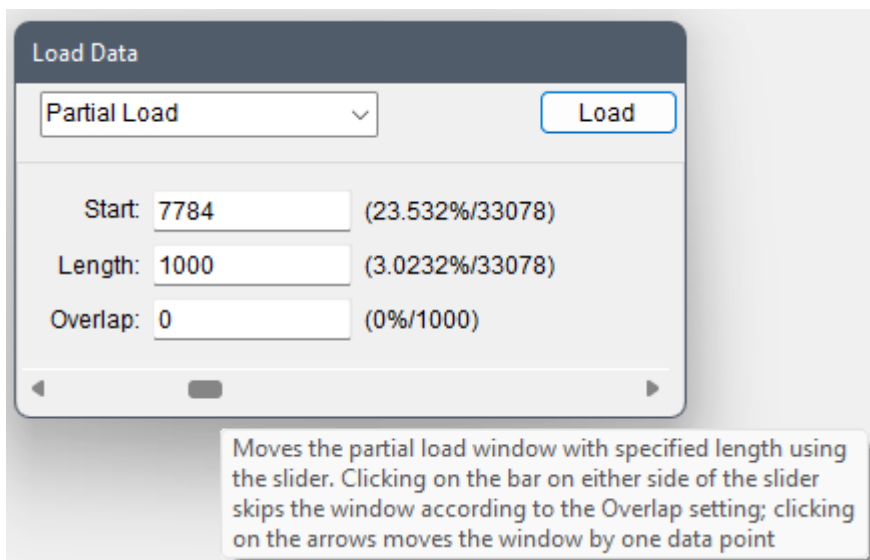 Load Data
Partial Load
Load
Start: 7784 (23.532%/33078)
Length: 1000 (3.0232%/33078)
Overlap: 0 (0%/1000)
Moves the partial load window with specified length using
the slider. Clicking on the bar on either side of the slider
skips the window according to the Overlap setting; clicking
on the arrows moves the window by one data point